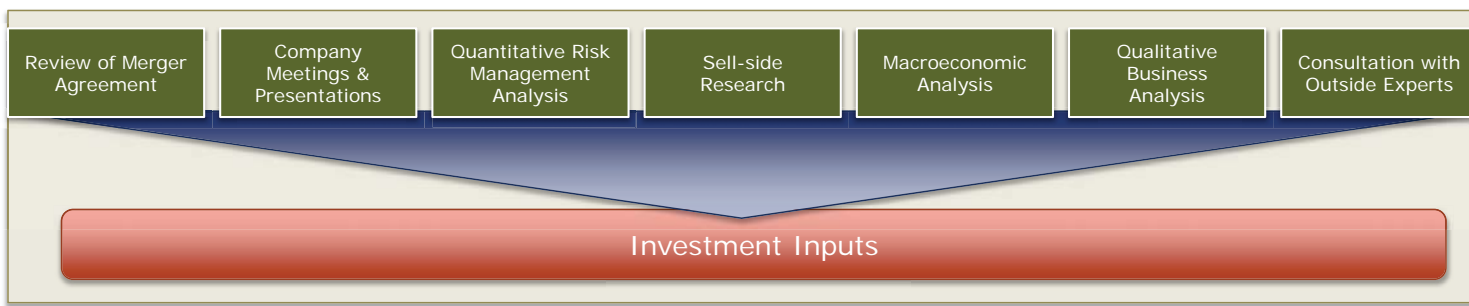 Review of Merger
Agreement
Company
Meetings &
Presentations
Quantitative Risk
Management
Analysis
Sell-side
Research
Macroeconomic
Analysis
Qualitative
Business
Analysis
Consultation with
Outside Experts
Investment Inputs